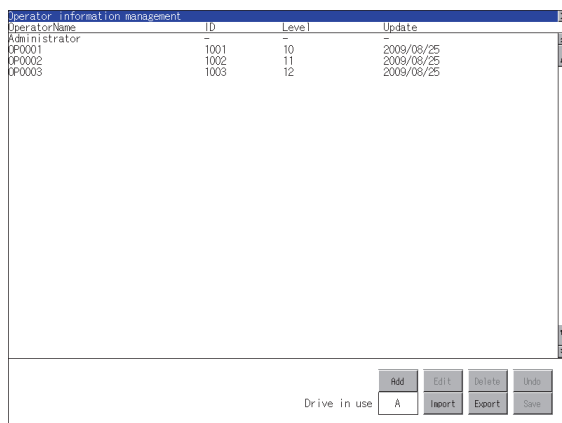 Operator information management
OperatorName ID Level Update
Administrator - - -
OP0001 1001 10 2009/08/25
OP0002 1002 11 2009/08/25
OP0003 1003 12 2009/08/25
Add Edit Delete Undo
Drive in use A Import Export Save